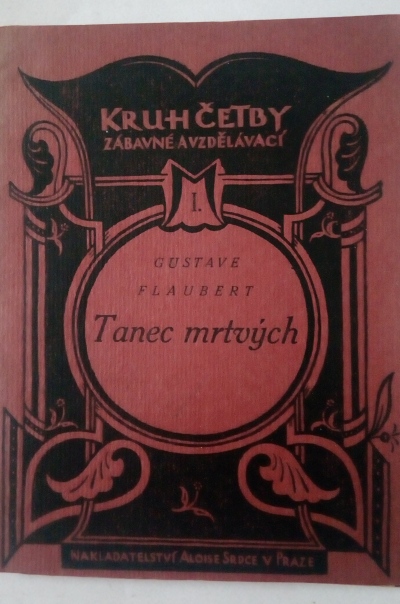 KRUH ČETBY
ZÁBAVNÉ A VZDĚLÁVACÍ
I.
GUSTAVE
FLAUBERT
Tanec mrtvých
NAKLADATELSTVÍ ALOISE SRDCE V PRAZE